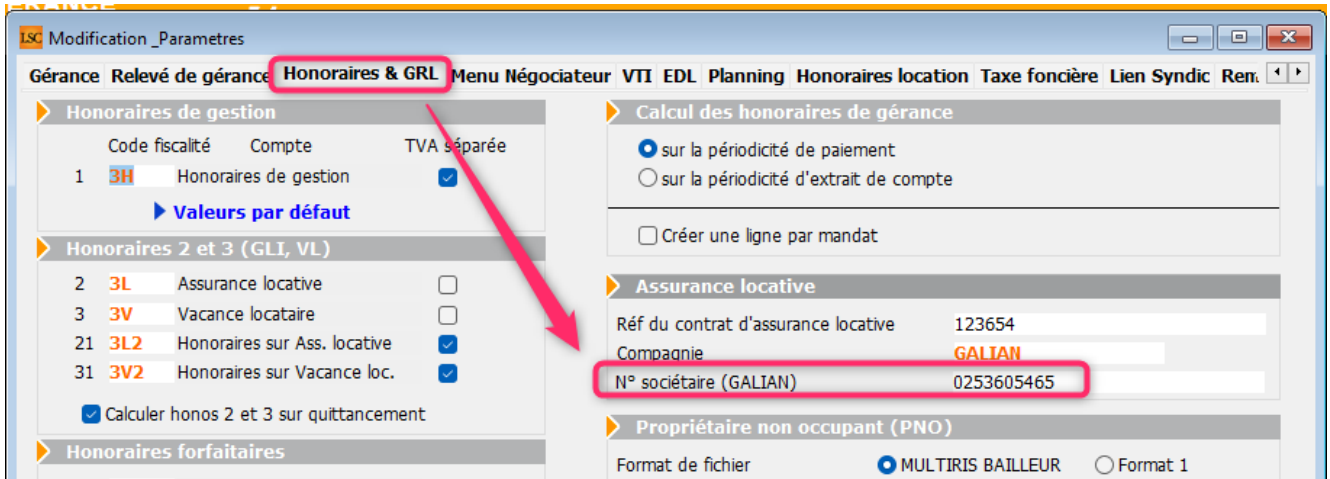 LSC Modification _Parametres
Gérance Relevé de gérance Honoraires & GRL Menu Négociateur VTI EDL Planning Honoraires location Taxe foncière Lien Syndic
Honoraires de gestion
Code fiscalité Compte TVA séparée
1 3H Honoraires de gestion
Valeurs par défaut
Honoraires 2 et 3 (GLI, VL)
2 3L Assurance locative
3 3V Vacance locataire
21 3L2 Honoraires sur Ass. locative
31 3V2 Honoraires sur Vacance loc.
Calculer honos 2 et 3 sur quittancement
Honoraires forfaitaires
Calcul des honoraires de gérance
sur la périodicité de paiement
sur la périodicité d'extrait de compte
Créer une ligne par mandat
Assurance locative
Réf du contrat d'assurance locative 123654
Compagnie GALIAN
N° sociétaire (GALIAN) 0253605465
Propriétaire non occupant (PNO)
Format de fichier MULTIRIS BAILLEUR Format 1